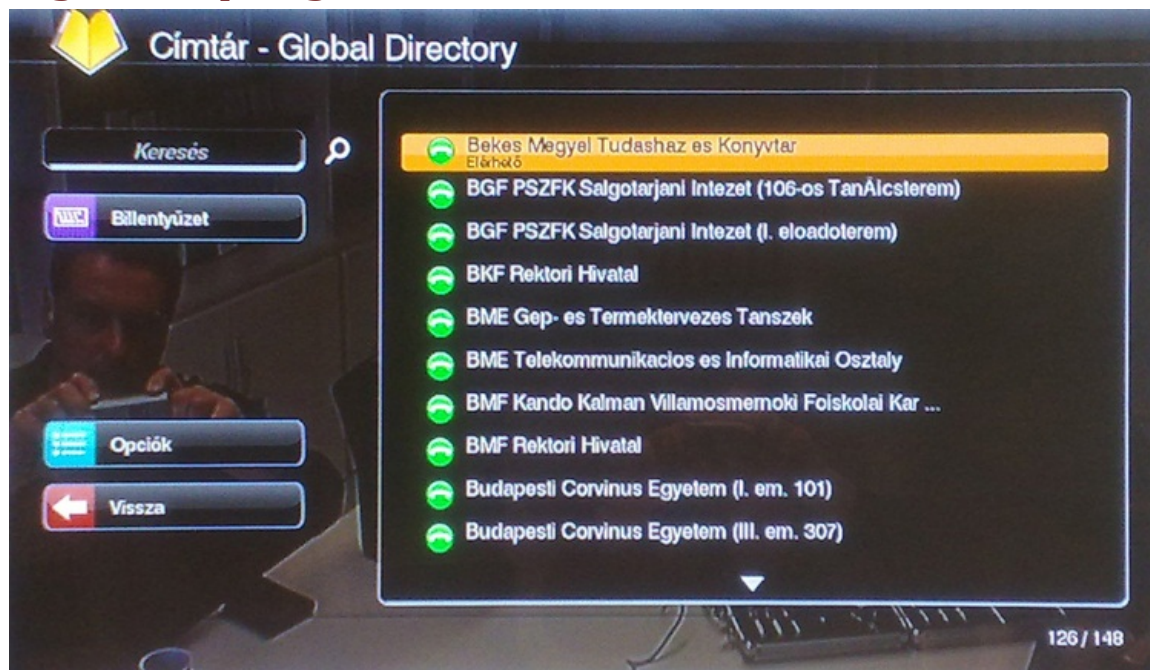 Címtár - Global Directory
Keresés
Billentyűzet
Opciók
Vissza
Bekes Megyei Tudashaz es Konyvtar
Elérhető
BGF PSZFK Salgotarjani Intezet (106-os TanĂlcsterem)
BGF PSZFK Salgotarjani Intezet (I. eloadoterem)
BKF Rektori Hivatal
BME Gep- es Termektervezes Tanszek
BME Telekommunikacios es Informatikai Osztaly
BMF Kando Kalman Villamosmernoki Foiskolai Kar ...
BMF Rektori Hivatal
Budapesti Corvinus Egyetem (I. em. 101)
Budapesti Corvinus Egyetem (III. em. 307)
126 / 148